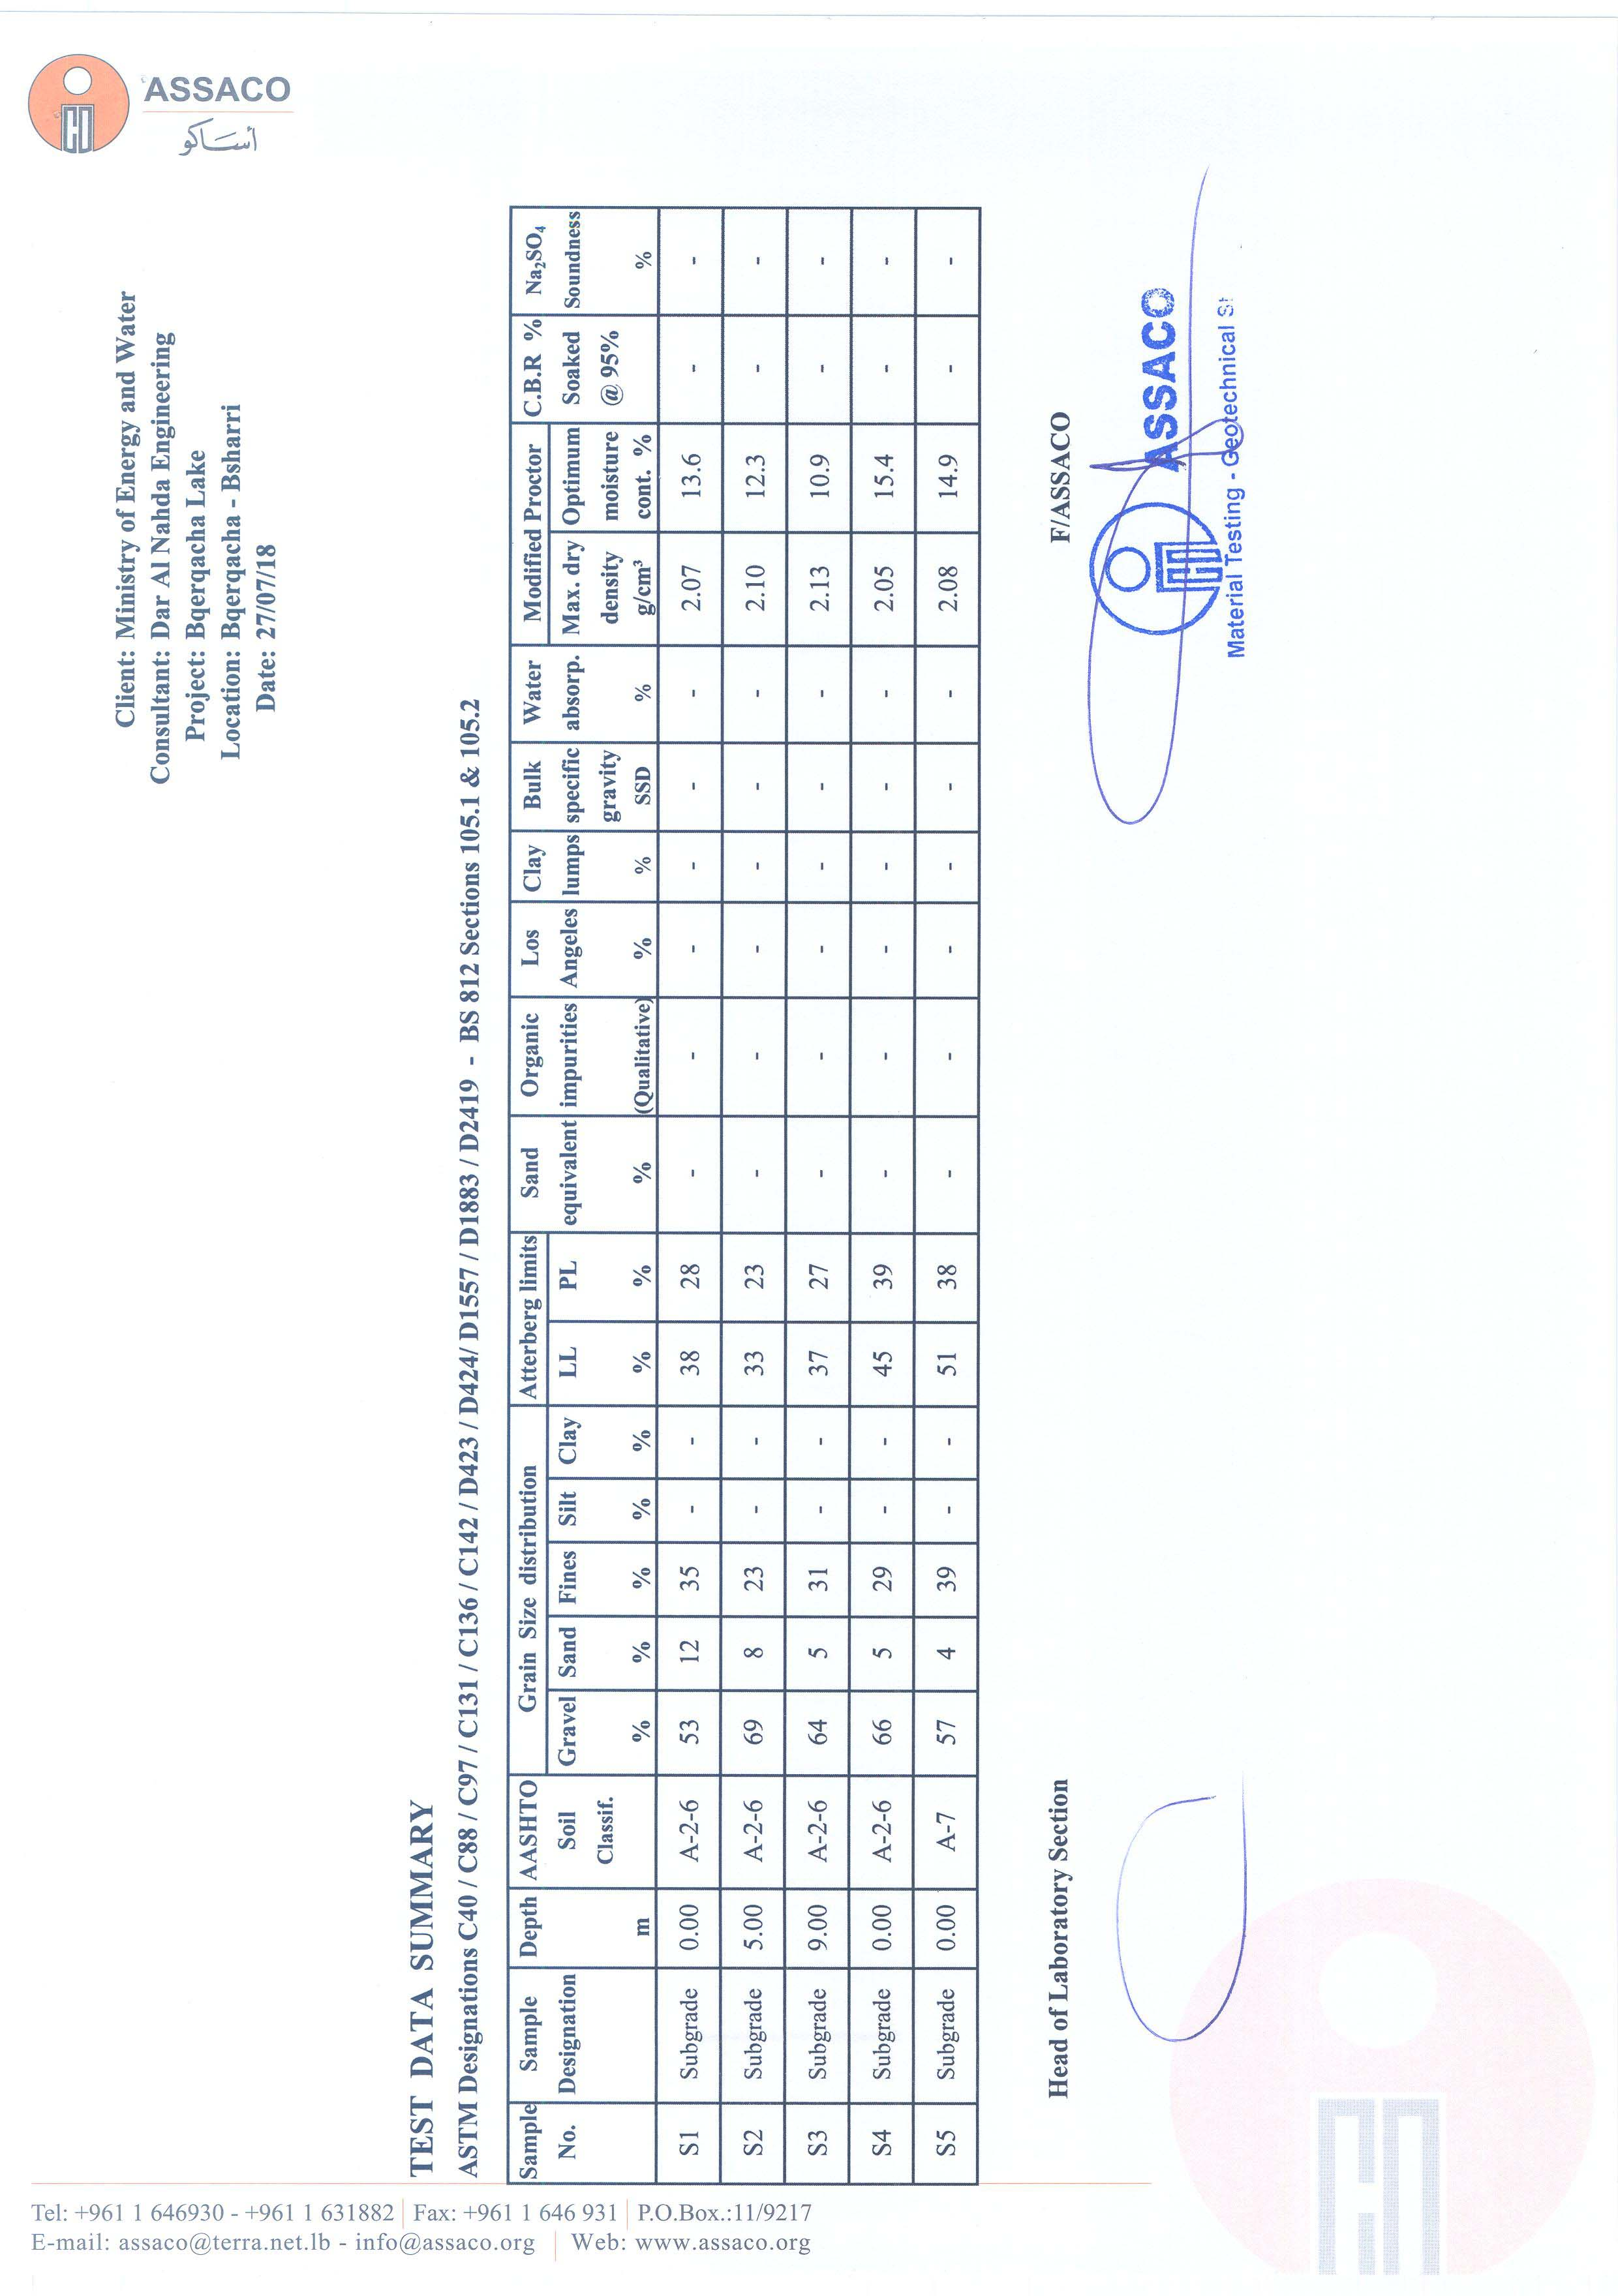 ASSACO
أساكو
Client: Ministry of Energy and Water
Consultant: Dar Al Nahda Engineering
Project: Bqerqacha Lake
Location: Bqerqacha - Bsharri
Date: 27/07/18
TEST DATA SUMMARY
ASTM Designations C40 / C88 / C97 / C131 / C136 / C142 / D423 / D424/ D1557 / D1883 / D2419 - BS 812 Sections 105.1 & 105.2
Sample Sample Depth AASHTO Grain Size distribution Atterberg limits Sand Organic Los Clay Bulk Water Modified Proctor C.B.R % Na₂SO₄
No. Designation Soil Gravel Sand Fines Silt Clay LL PL equivalent impurities Angeles lumps specific absorp. Max. dry Optimum Soaked Soundness
Classif. gravity density moisture @ 95%
m % % % % % % % % (Qualitative) % % SSD % g/cm³ cont. % %
S1 Subgrade 0.00 A-2-6 53 12 35 - - 38 28 - - - - - - 2.07 13.6 - -
S2 Subgrade 5.00 A-2-6 69 8 23 - - 33 23 - - - - - - 2.10 12.3 - -
S3 Subgrade 9.00 A-2-6 64 5 31 - - 37 27 - - - - - - 2.13 10.9 - -
S4 Subgrade 0.00 A-2-6 66 5 29 - - 45 39 - - - - - - 2.05 15.4 - -
S5 Subgrade 0.00 A-7 57 4 39 - - 51 38 - - - - - - 2.08 14.9 - -
Head of Laboratory Section F/ASSACO
ASSACO
Material Testing - Geotechnical St
Tel: +961 1 646930 - +961 1 631882 | Fax: +961 1 646 931 | P.O.Box.:11/9217
E-mail: assaco@terra.net.lb - info@assaco.org | Web: www.assaco.org